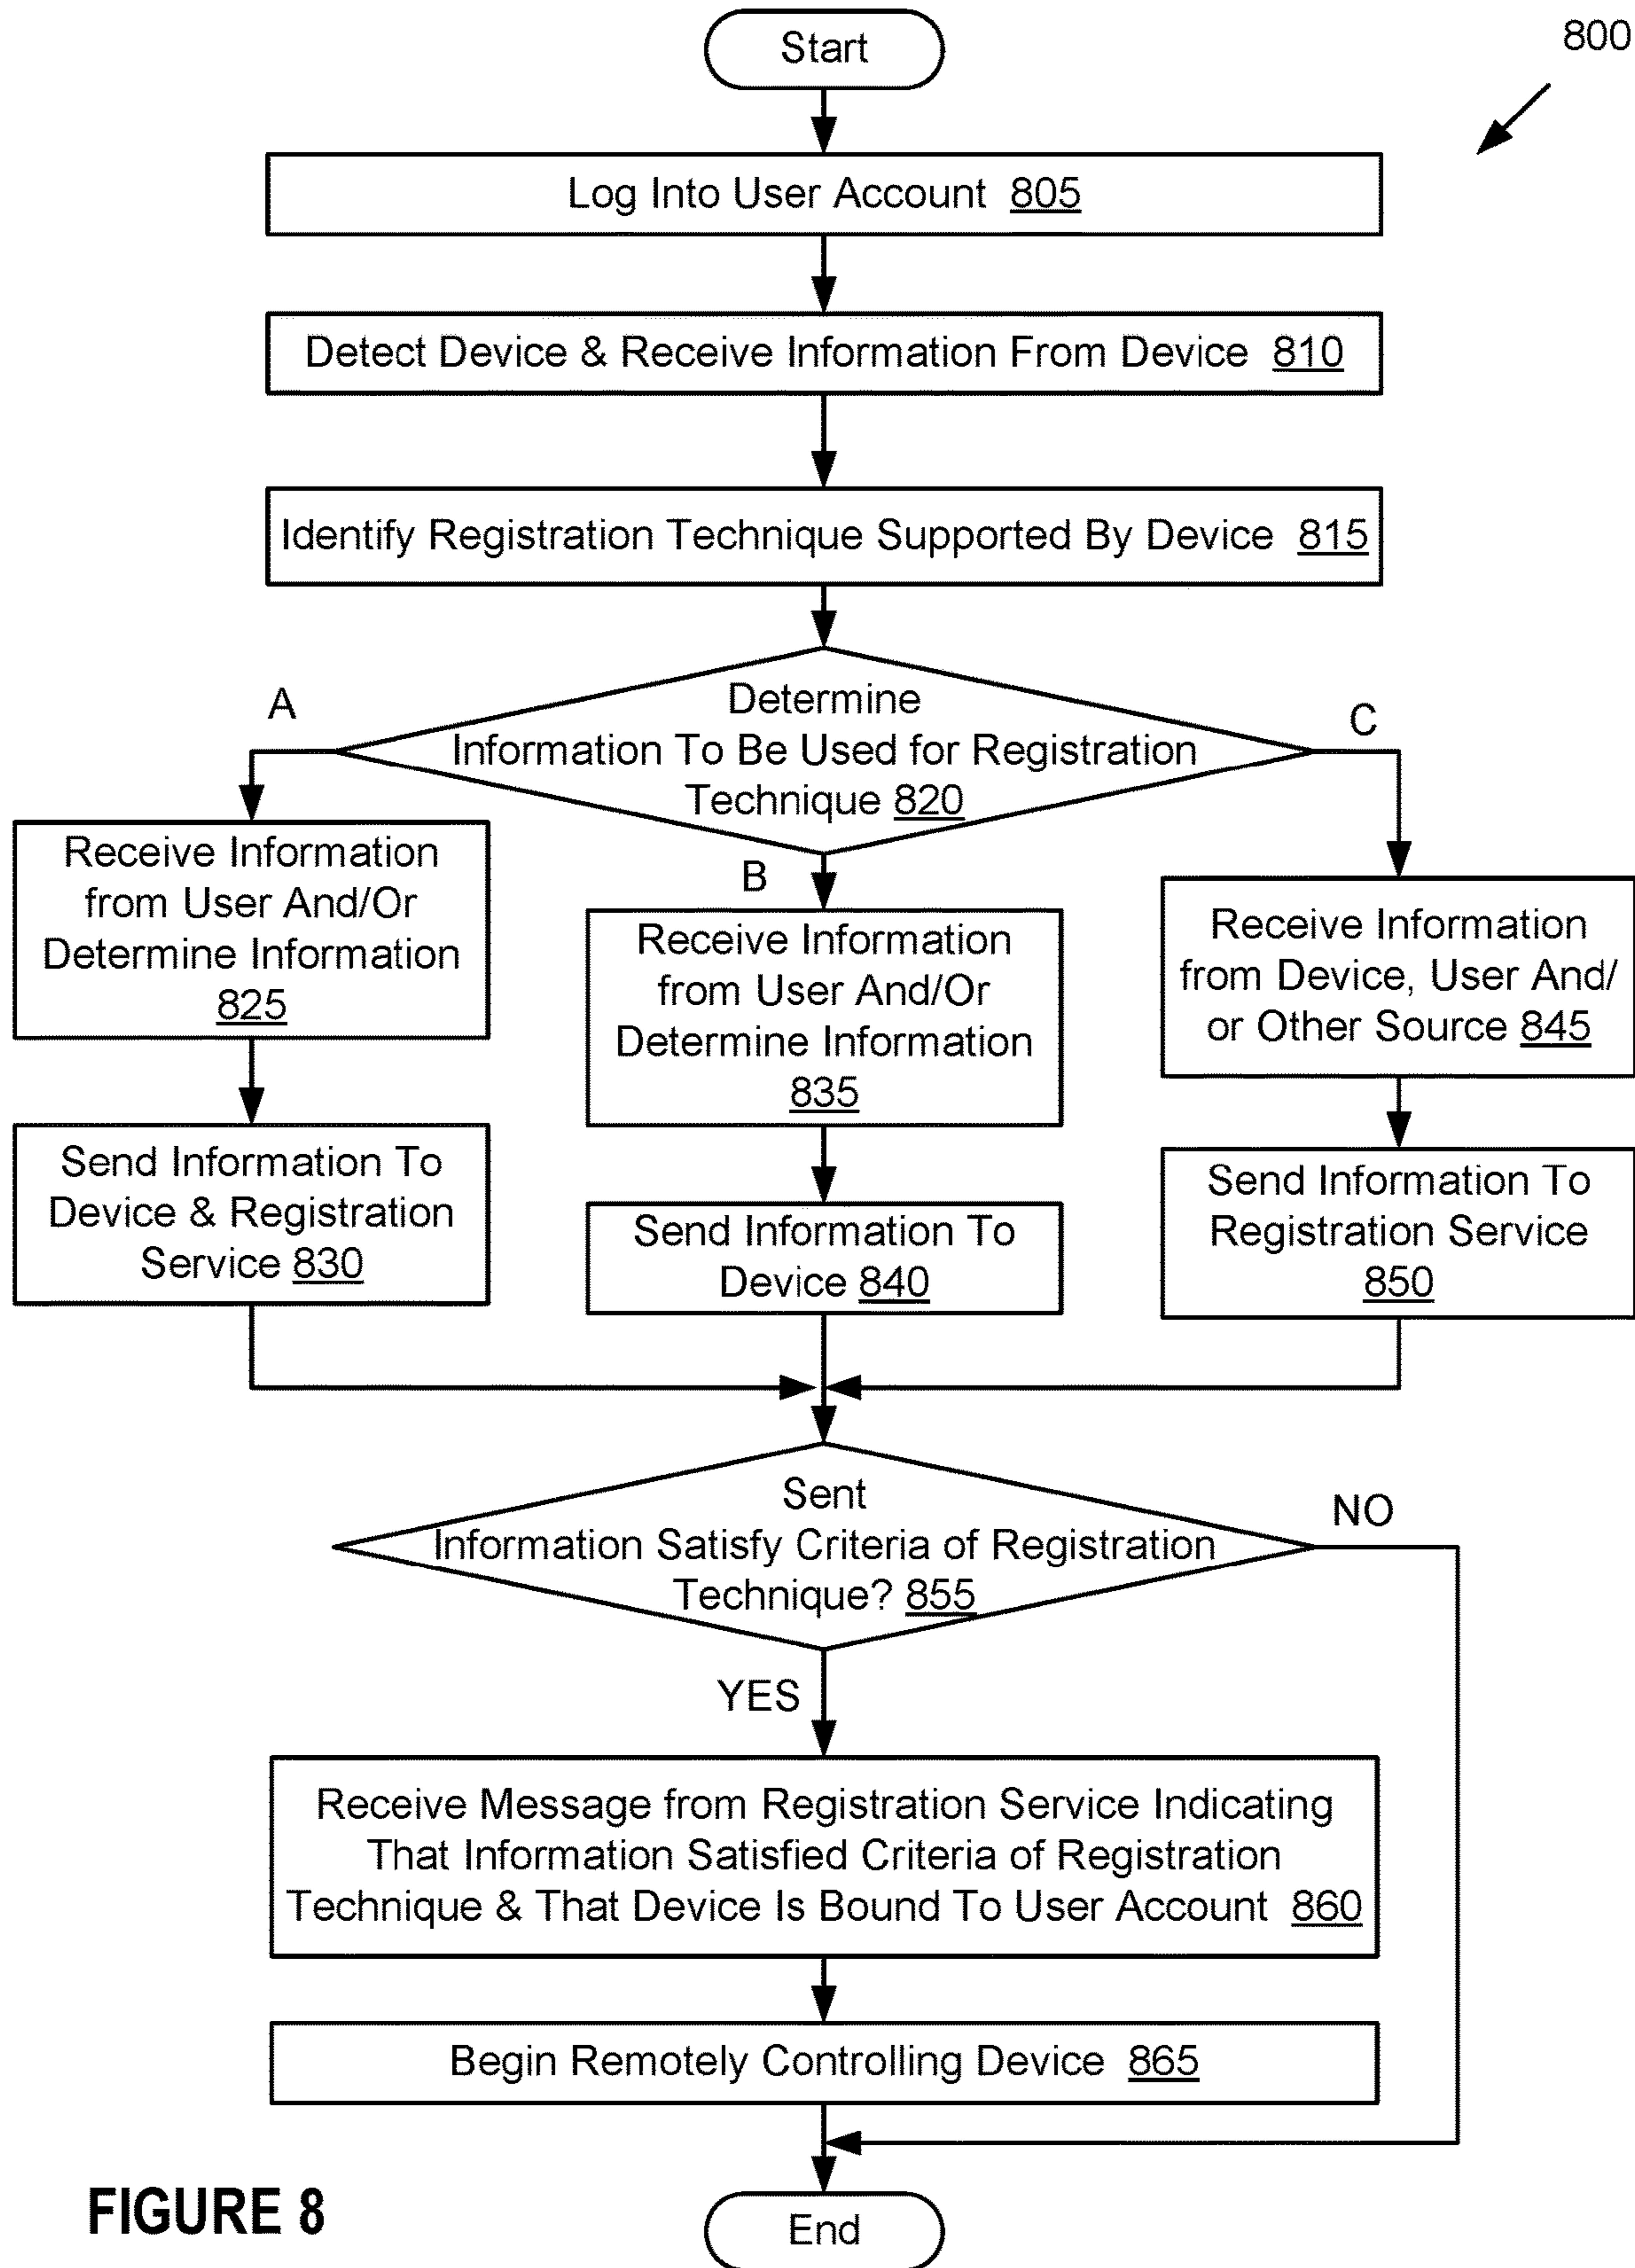 Start
800
Log Into User Account 805
Detect Device & Receive Information From Device 810
Identify Registration Technique Supported By Device 815
Determine
Information To Be Used for Registration
Technique 820
A
B
C
Receive Information
from User And/Or
Determine Information
825
Send Information To
Device & Registration
Service 830
Receive Information
from User And/Or
Determine Information
835
Send Information To
Device 840
Receive Information
from Device, User And/
or Other Source 845
Send Information To
Registration Service
850
Sent
Information Satisfy Criteria of Registration
Technique? 855
NO
YES
Receive Message from Registration Service Indicating
That Information Satisfied Criteria of Registration
Technique & That Device Is Bound To User Account 860
Begin Remotely Controlling Device 865
End
FIGURE 8